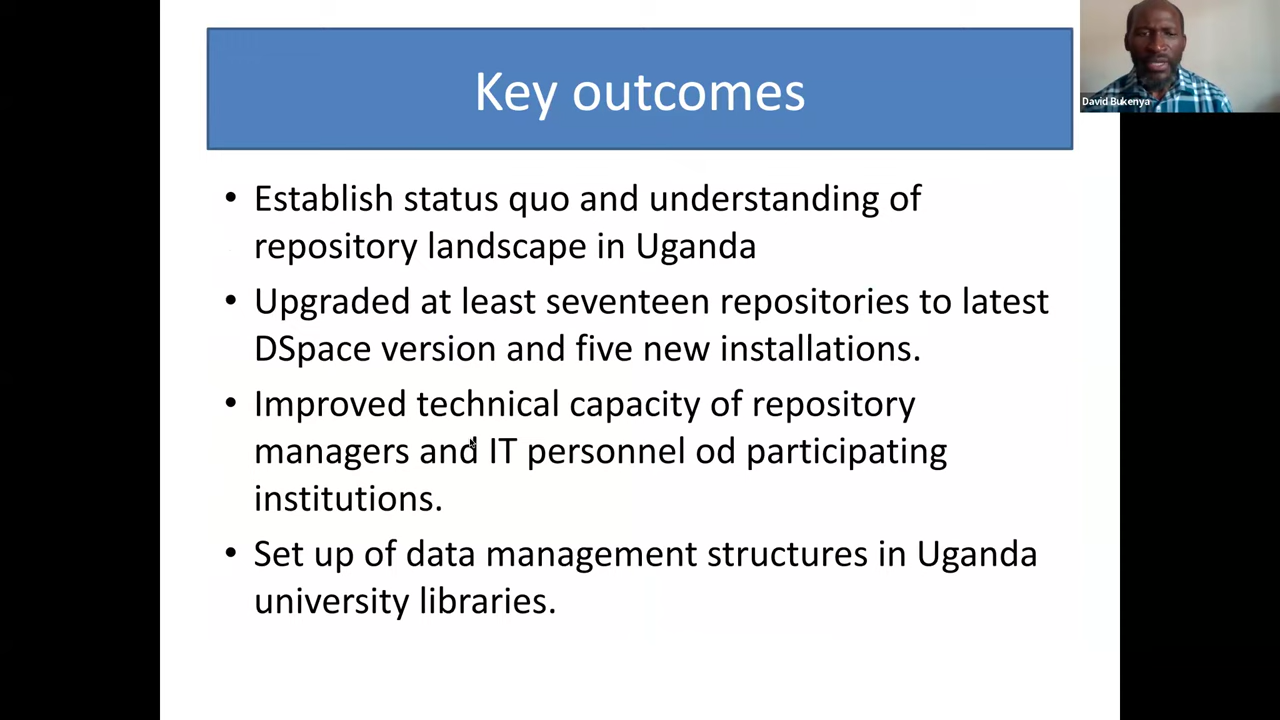 Key outcomes
David Bukenya
• Establish status quo and understanding of
repository landscape in Uganda
• Upgraded at least seventeen repositories to latest
DSpace version and five new installations.
• Improved technical capacity of repository
managers and IT personnel od participating
institutions.
• Set up of data management structures in Uganda
university libraries.